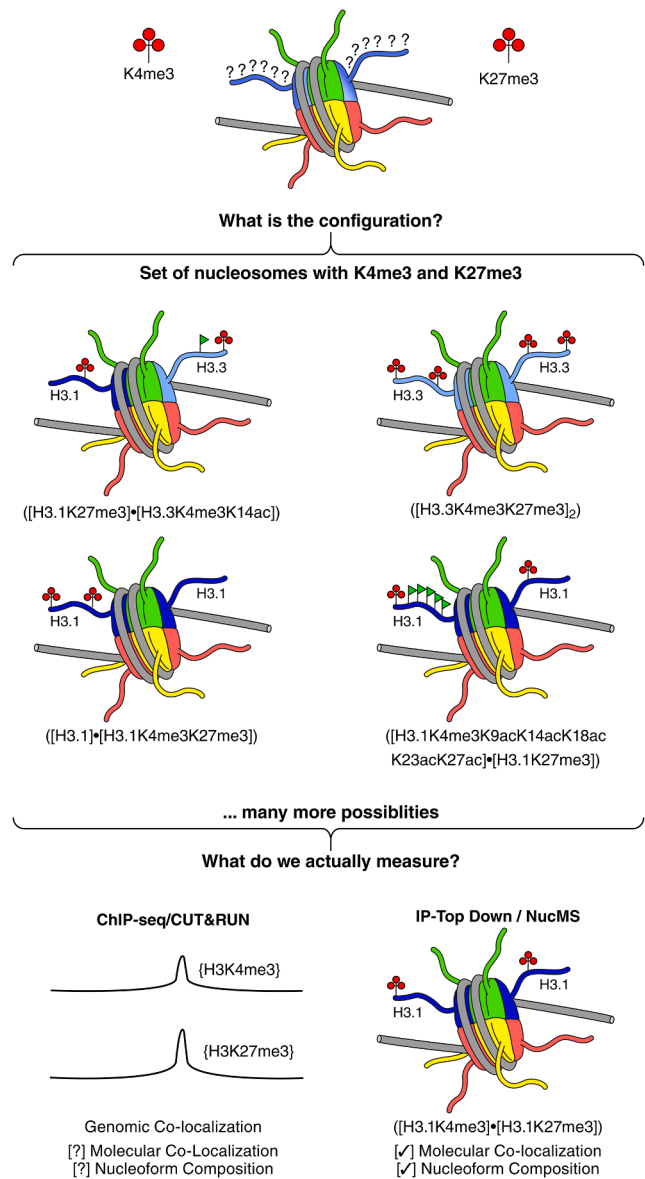 K4me3
? ? ? ? ? ?
? ? ? ? ? ?
K27me3
What is the configuration?
Set of nucleosomes with K4me3 and K27me3
H3.1
H3.3
([H3.1K27me3]•[H3.3K4me3K14ac])
H3.3
H3.3
([H3.3K4me3K27me3]2)
H3.1
H3.1
([H3.1]•[H3.1K4me3K27me3])
H3.1
H3.1
([H3.1K4me3K9acK14acK18ac
K23acK27ac]•[H3.1K27me3])
... many more possiblities
What do we actually measure?
ChIP-seq/CUT&RUN
{H3K4me3}
{H3K27me3}
Genomic Co-localization
[?] Molecular Co-Localization
[?] Nucleoform Composition
IP-Top Down / NucMS
H3.1
H3.1
([H3.1K4me3]•[H3.1K27me3])
[✓] Molecular Co-localization
[✓] Nucleoform Composition